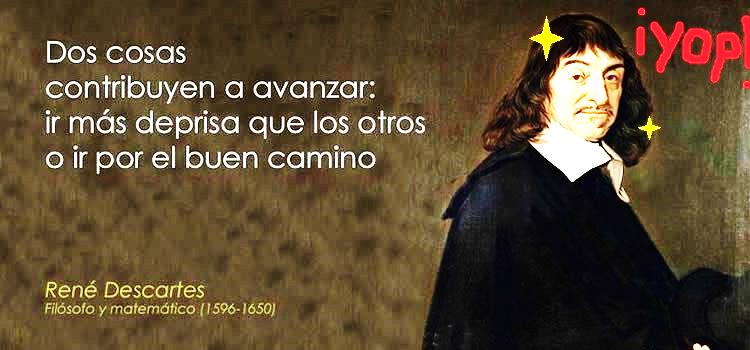 ¡YOP!
Dos cosas
contribuyen a avanzar:
ir más deprisa que los otros
o ir por el buen camino
René Descartes
Filósofo y matemático (1596-1650)